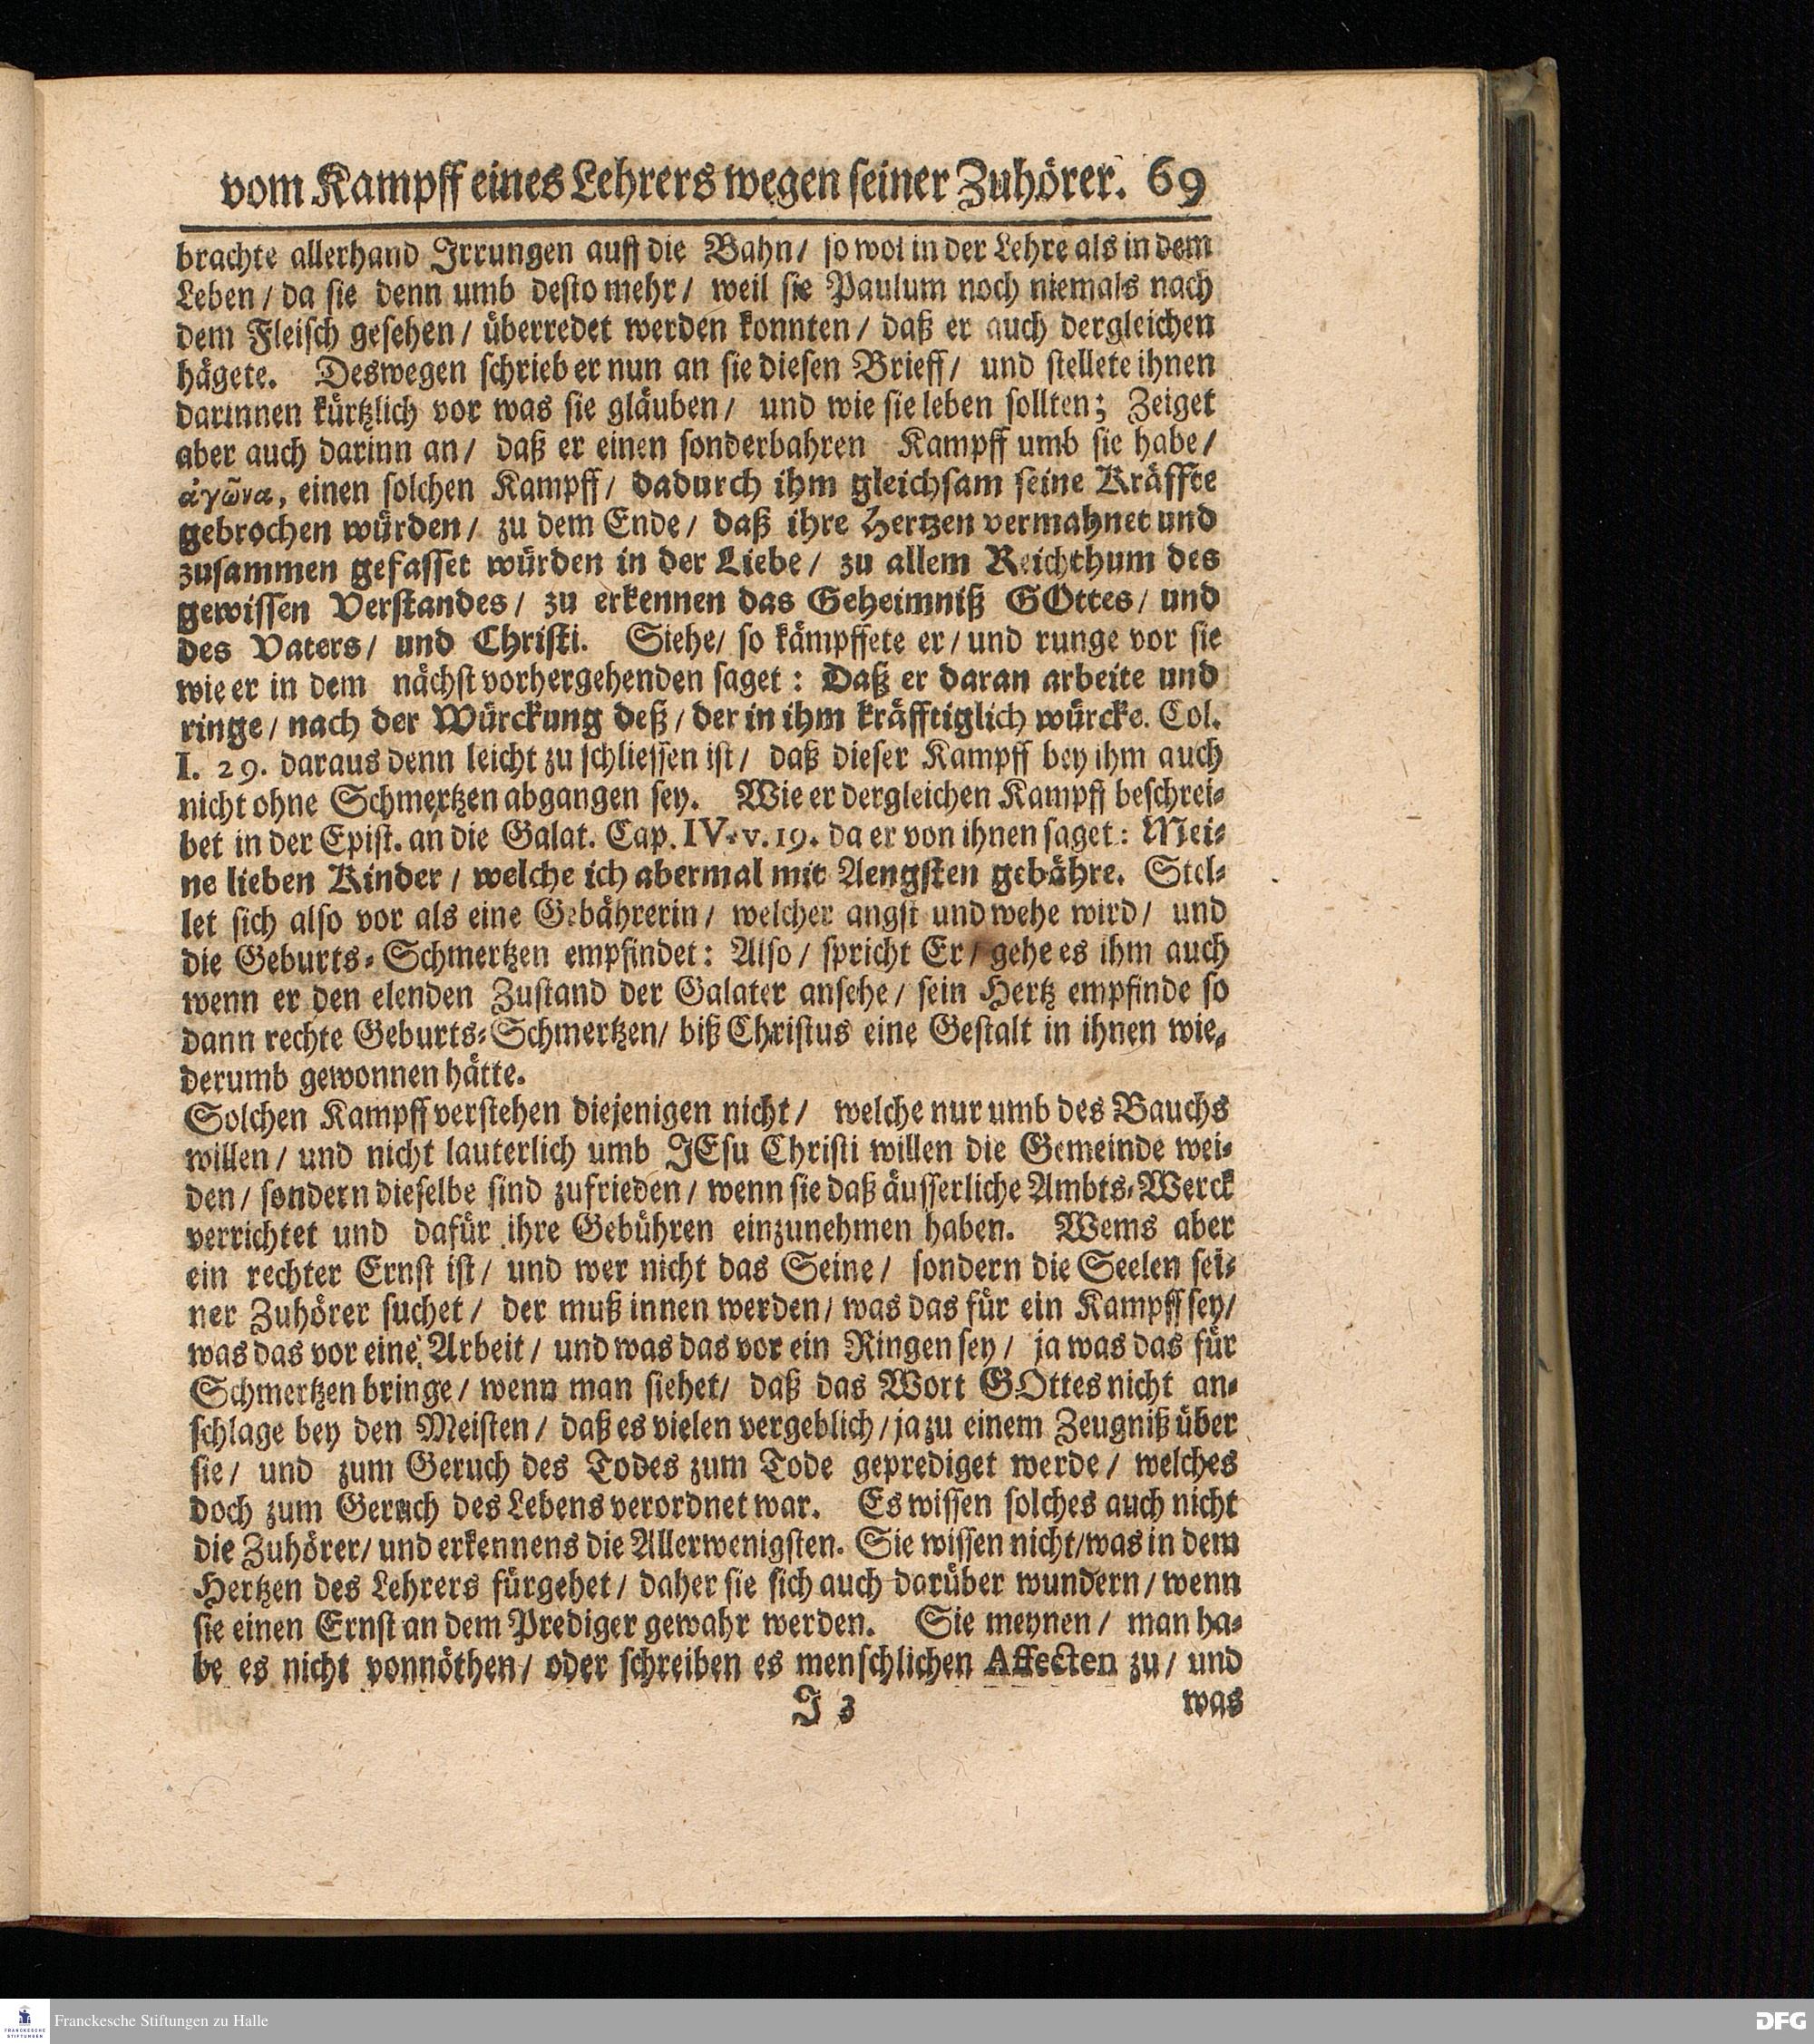 vom Kampff eines Lehrers wegen seiner Zuhörer. 69
brachte allerhand Irrungen auff die Bahn/ so wol in der Lehre als in dem
Leben/ da sie denn umb desto mehr/ weil sie Paulum noch niemals nach
dem Fleisch gesehen/ überredet werden konnten/ daß er auch dergleichen
hägete. Deswegen schrieb er nun an sie diesen Brieff/ und stellete ihnen
darinnen kürtzlich vor was sie gläuben/ und wie sie leben sollten; Zeiget
aber auch darinn an/ daß er einen sonderbahren Kampff umb sie habe/
ἀγῶνα, einen solchen Kampff/ dadurch ihm gleichsam seine Kräffte
gebrochen würden/ zu dem Ende/ daß ihre Hertzen vermahnet und
zusammen gefasset würden in der Liebe/ zu allem Reichthum des
gewissen Verstandes/ zu erkennen das Geheimniß GOttes/ und
des Vaters/ und Christi. Siehe/ so kämpffete er/ und runge vor sie
wie er in dem nächst vorhergehenden saget: Daß er daran arbeite und
ringe/ nach der Würckung deß/ der in ihm kräfftiglich würcke. Col.
I. 29. daraus denn leicht zu schliessen ist/ daß dieser Kampff bey ihm auch
nicht ohne Schmertzen abgangen sey. Wie er dergleichen Kampff beschrei-
bet in der Epist. an die Galat. Cap. IV. v. 19. da er von ihnen saget: Mei-
ne lieben Kinder/ welche ich abermal mit Aengsten gebähre. Stel-
let sich also vor als eine Gebährerin/ welcher angst und wehe wird/ und
die Geburts-Schmertzen empfindet: Also/ spricht Er/ gehe es ihm auch
wenn er den elenden Zustand der Galater ansehe/ sein Hertz empfinde so
dann rechte Geburts-Schmertzen/ biß Christus eine Gestalt in ihnen wie-
derumb gewonnen hätte.
Solchen Kampff verstehen diejenigen nicht/ welche nur umb des Bauchs
willen/ und nicht lauterlich umb JEsu Christi willen die Gemeinde wei-
den/ sondern dieselbe sind zufrieden/ wenn sie daß äusserliche Ambts-Werck
verrichtet und dafür ihre Gebühren einzunehmen haben. Wems aber
ein rechter Ernst ist/ und wer nicht das Seine/ sondern die Seelen sei-
ner Zuhörer suchet/ der muß innen werden/ was das für ein Kampff sey/
was das vor eine Arbeit/ und was das vor ein Ringen sey/ ja was das für
Schmertzen bringe/ wenn man siehet/ daß das Wort GOttes nicht an-
schlage bey den Meisten/ daß es vielen vergeblich/ ja zu einem Zeugniß über
sie/ und zum Geruch des Todes zum Tode geprediget werde/ welches
doch zum Geruch des Lebens verordnet war. Es wissen solches auch nicht
die Zuhörer/ und erkennens die Allerwenigsten. Sie wissen nicht/ was in dem
Hertzen des Lehrers fürgehet/ daher sie sich auch darüber wundern/ wenn
sie einen Ernst an dem Prediger gewahr werden. Sie meynen/ man ha-
be es nicht vonnöthen/ oder schreiben es menschlichen Affecten zu/ und
J 3 was
FRANCKESCHE STIFTUNGEN
Franckesche Stiftungen zu Halle
DFG